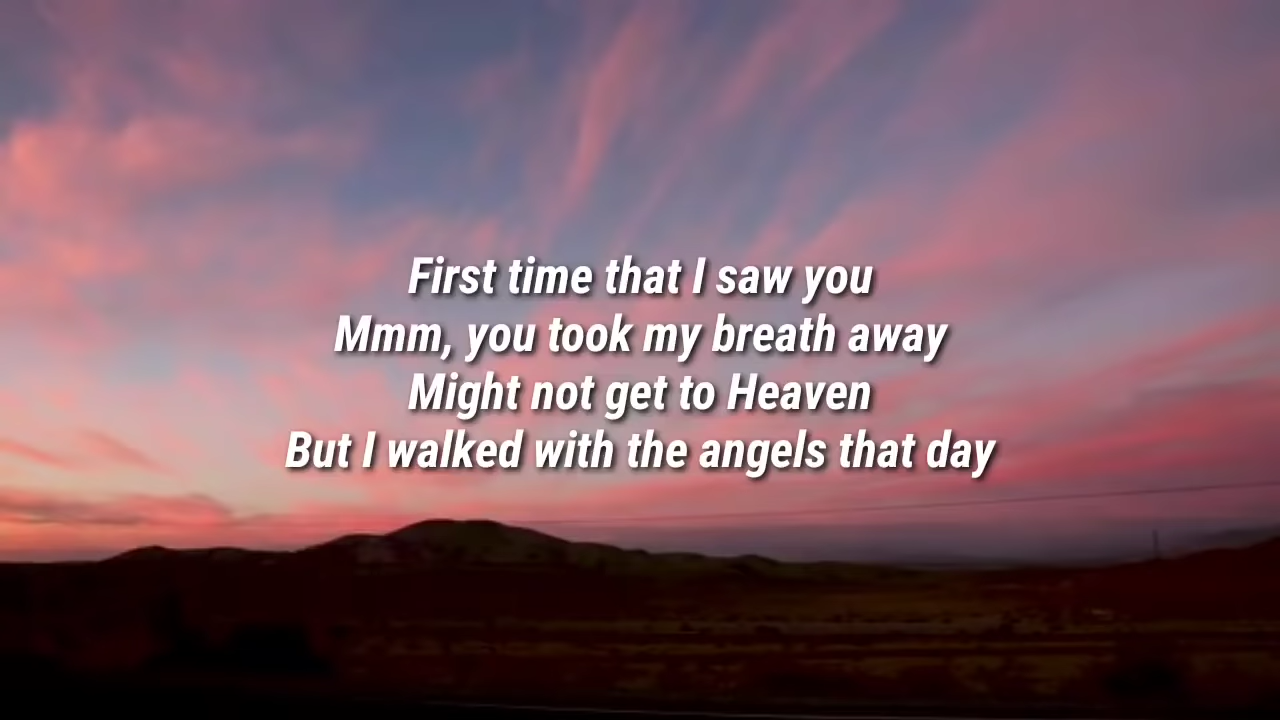 First time that I saw you
Mmm, you took my breath away
Might not get to Heaven
But I walked with the angels that day